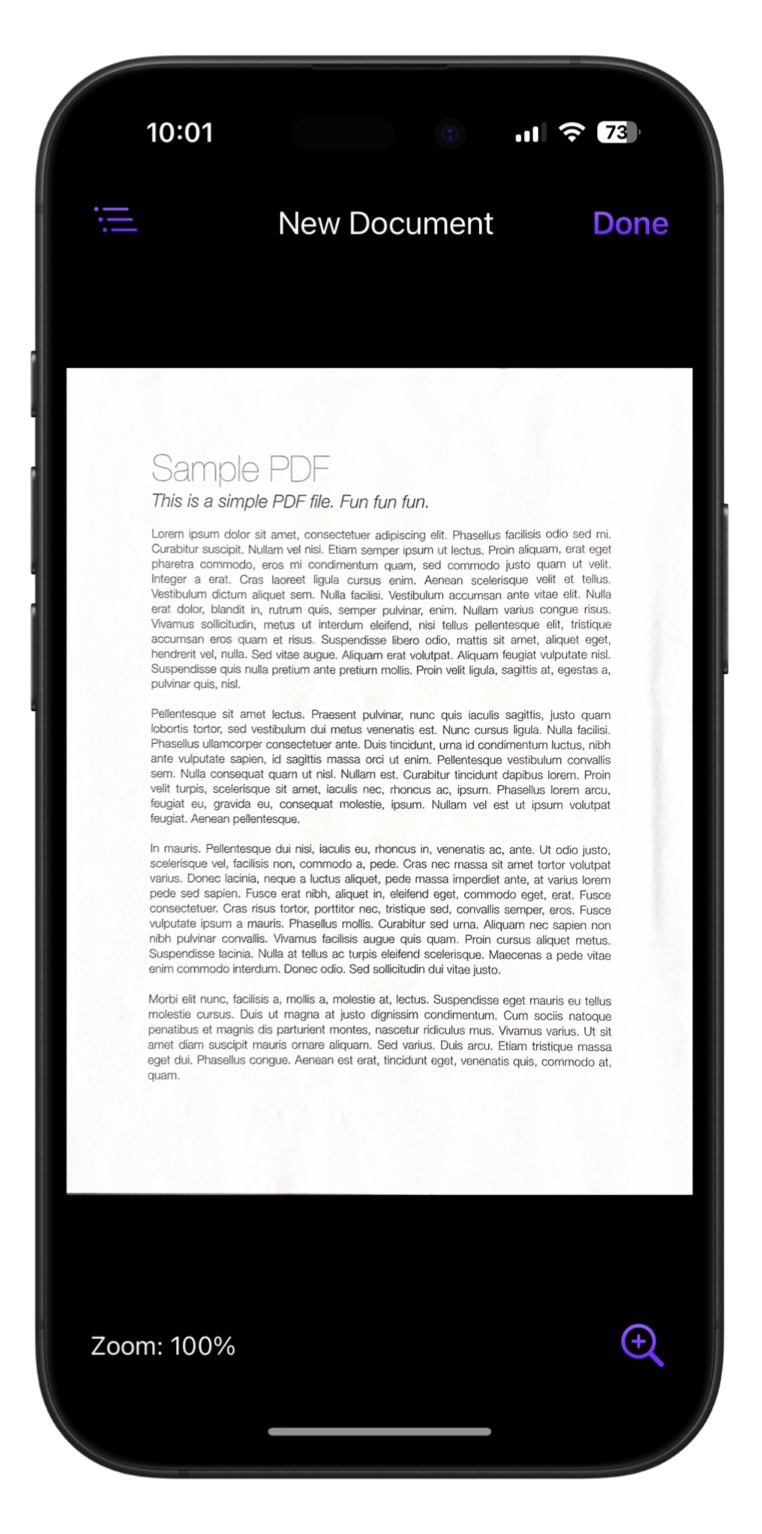 10:01
73
New Document
Done
Sample PDF
This is a simple PDF file. Fun fun fun.
Lorem ipsum dolor sit amet, consectetuer adipiscing elit. Phasellus facilisis odio sed mi.
Curabitur suscipit. Nullam vel nisi. Etiam semper ipsum ut lectus. Proin aliquam, erat eget
pharetra commodo, eros mi condimentum quam, sed commodo justo quam ut velit.
Integer a erat. Cras laoreet ligula cursus enim. Aenean scelerisque velit et tellus.
Vestibulum dictum aliquet sem. Nulla facilisi. Vestibulum accumsan ante vitae elit. Nulla
erat dolor, blandit in, rutrum quis, semper pulvinar, enim. Nullam varius congue risus.
Vivamus sollicitudin, metus ut interdum eleifend, nisi tellus pellentesque elit, tristique
accumsan eros quam et risus. Suspendisse libero odio, mattis sit amet, aliquet eget,
hendrerit vel, nulla. Sed vitae augue. Aliquam erat volutpat. Aliquam feugiat vulputate nisl.
Suspendisse quis nulla pretium ante pretium mollis. Proin velit ligula, sagittis at, egestas a,
pulvinar quis, nisl.
Pellentesque sit amet lectus. Praesent pulvinar, nunc quis iaculis sagittis, justo quam
lobortis tortor, sed vestibulum dui metus venenatis est. Nunc cursus ligula. Nulla facilisi.
Phasellus ullamcorper consectetuer ante. Duis tincidunt, urna id condimentum luctus, nibh
ante vulputate sapien, id sagittis massa orci ut enim. Pellentesque vestibulum convallis
sem. Nulla consequat quam ut nisl. Nullam est. Curabitur tincidunt dapibus lorem. Proin
velit turpis, scelerisque sit amet, iaculis nec, rhoncus ac, ipsum. Phasellus lorem arcu,
feugiat eu, gravida eu, consequat molestie, ipsum. Nullam vel est ut ipsum volutpat
feugiat. Aenean pellentesque.
In mauris. Pellentesque dui nisi, iaculis eu, rhoncus in, venenatis ac, ante. Ut odio justo,
scelerisque vel, facilisis non, commodo a, pede. Cras nec massa sit amet tortor volutpat
varius. Donec lacinia, neque a luctus aliquet, pede massa imperdiet ante, at varius lorem
pede sed sapien. Fusce erat nibh, aliquet in, eleifend eget, commodo eget, erat. Fusce
consectetuer. Cras risus tortor, porttitor nec, tristique sed, convallis semper, eros. Fusce
vulputate ipsum a mauris. Phasellus mollis. Curabitur sed urna. Aliquam nec sapien non
nibh pulvinar convallis. Vivamus facilisis augue quis quam. Proin cursus aliquet metus.
Suspendisse lacinia. Nulla at tellus ac turpis eleifend scelerisque. Maecenas a pede vitae
enim commodo interdum. Donec odio. Sed sollicitudin dui vitae justo.
Morbi elit nunc, facilisis a, mollis a, molestie at, lectus. Suspendisse eget mauris eu tellus
molestie cursus. Duis ut magna at justo dignissim condimentum. Cum sociis natoque
penatibus et magnis dis parturient montes, nascetur ridiculus mus. Vivamus varius. Ut sit
amet diam suscipit mauris ornare aliquam. Sed varius. Duis arcu. Etiam tristique massa
eget dui. Phasellus congue. Aenean est erat, tincidunt eget, venenatis quis, commodo at,
quam.
Zoom: 100%